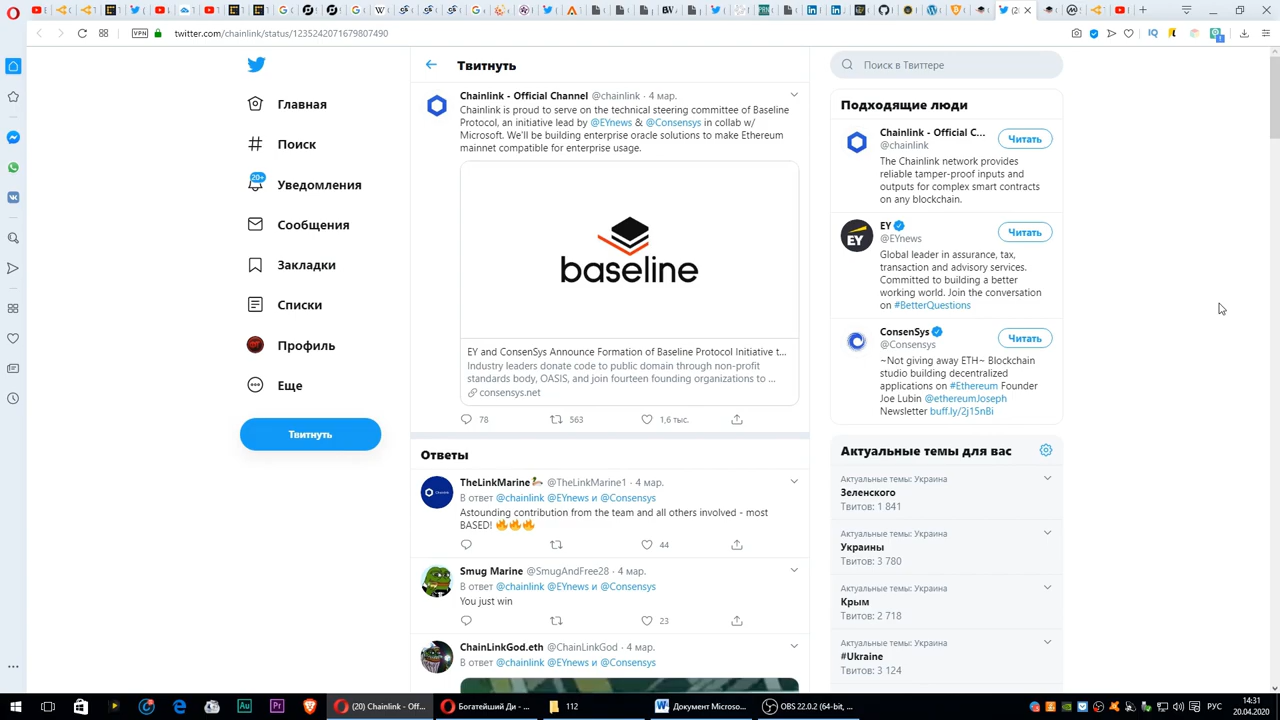 VPN
twitter.com/chainlink/status/1235242071679807490
IQ
Главная
Поиск
20+
Уведомления
Сообщения
Закладки
Списки
Профиль
Еще
Твитнуть
Твитнуть
Chainlink - Official Channel @chainlink · 4 мар.
Chainlink is proud to serve on the technical steering committee of Baseline
Protocol, an initiative lead by @EYnews & @Consensys in collab w/
Microsoft. We'll be building enterprise oracle solutions to make Ethereum
mainnet compatible for enterprise usage.
baseline
EY and ConsenSys Announce Formation of Baseline Protocol Initiative t...
Industry leaders donate code to public domain through non-profit
standards body, OASIS, and join fourteen founding organizations to ...
consensys.net
78 563 1,6 тыс.
Ответы
TheLinkMarine @TheLinkMarine1 · 4 мар.
В ответ @chainlink @EYnews и @Consensys
Astounding contribution from the team and all others involved - most
BASED! 🔥🔥🔥
44
Smug Marine @SmugAndFree28 · 4 мар.
В ответ @chainlink @EYnews и @Consensys
You just win
23
ChainLinkGod.eth @ChainLinkGod · 4 мар.
В ответ @chainlink @EYnews и @Consensys
Поиск в Твиттере
Подходящие люди
Chainlink - Official C...
@chainlink
Читать
The Chainlink network provides
reliable tamper-proof inputs and
outputs for complex smart contracts
on any blockchain.
EY
EY
@EYnews
Читать
Global leader in assurance, tax,
transaction and advisory services.
Committed to building a better
working world. Join the conversation
on #BetterQuestions
ConsenSys
@Consensys
Читать
~Not giving away ETH~ Blockchain
studio building decentralized
applications on #Ethereum Founder
Joe Lubin @ethereumJoseph
Newsletter buff.ly/2j15nBi
Актуальные темы для вас
Актуальные темы: Украина
Зеленского
Твитов: 1 841
Актуальные темы: Украина
Украины
Твитов: 3 780
Актуальные темы: Украина
Крым
Твитов: 2 718
Актуальные темы: Украина
#Ukraine
Твитов: 3 124
Au
Pr
(20) Chainlink - Off...
Богатейший Ди - ...
112
Документ Micros...
OBS 22.0.2 (64-bit, ...
РУС
14:31
20.04.2020